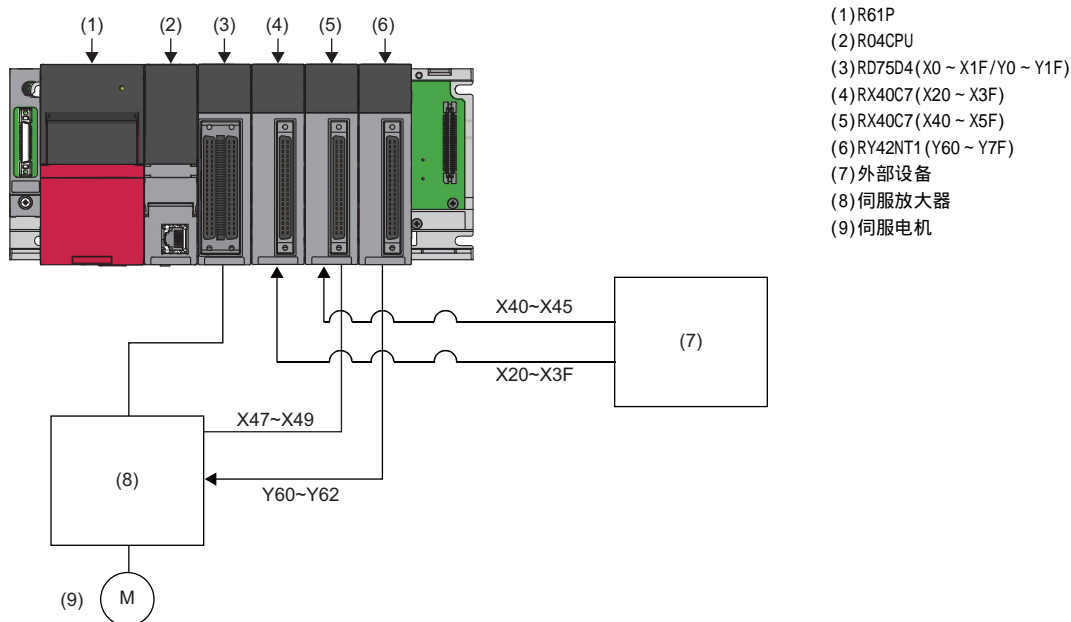 (1) (2) (3) (4) (5) (6)
(1)R61P
(2)R04CPU
(3)RD75D4(X0～X1F/Y0～Y1F)
(4)RX40C7(X20～X3F)
(5)RX40C7(X40～X5F)
(6)RY42NT1(Y60～Y7F)
(7)外部设备
(8)伺服放大器
(9)伺服电机
X40~X45
(7)
X20~X3F
X47~X49
(8)
Y60~Y62
(9) M